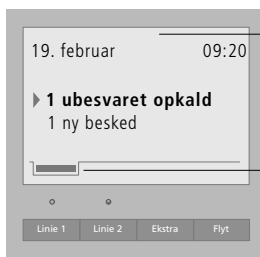 19. februar 09:20
1 ubesvaret opkald
1 ny besked
Linie 1 Linie 2 Ekstra Flyt